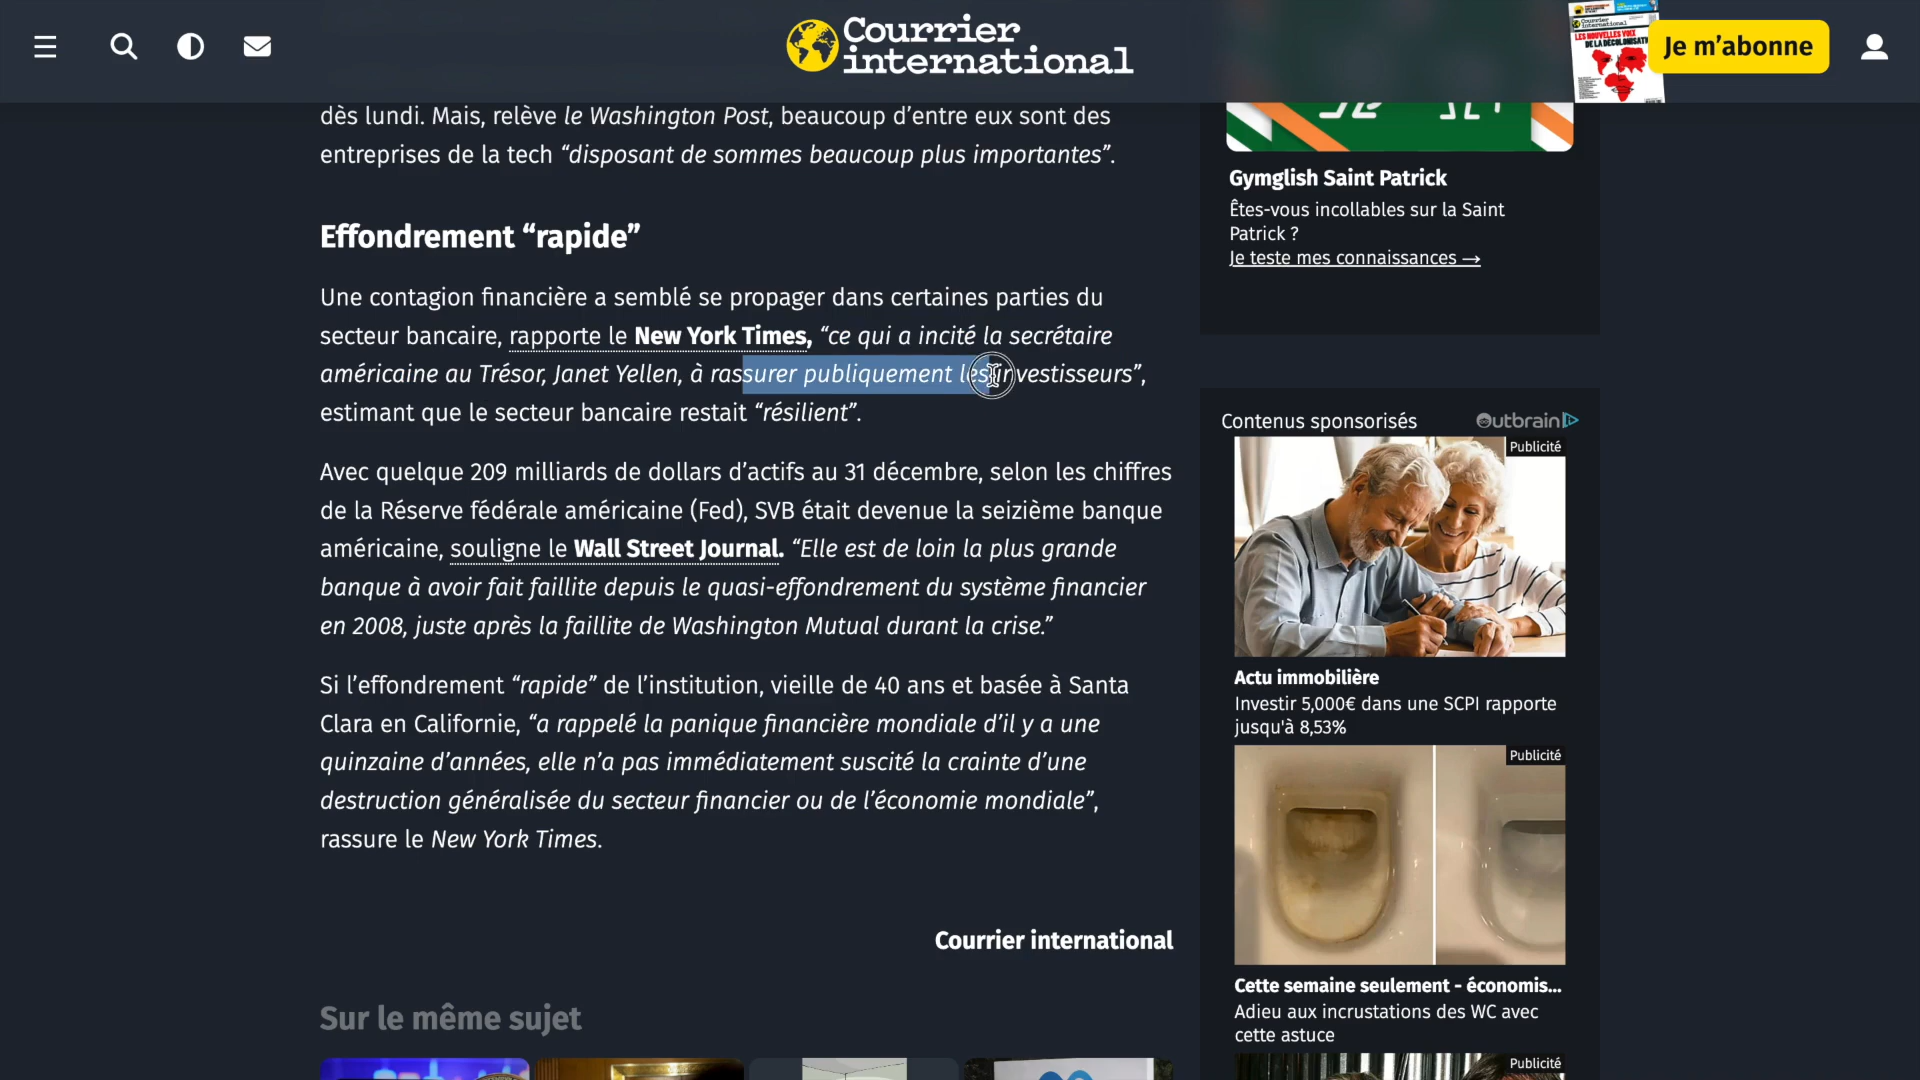 Courrier
international
Je m’abonne
dès lundi. Mais, relève le Washington Post, beaucoup d’entre eux sont des
entreprises de la tech “disposant de sommes beaucoup plus importantes”.
Effondrement “rapide”
Une contagion financière a semblé se propager dans certaines parties du
secteur bancaire, rapporte le New York Times, “ce qui a incité la secrétaire
américaine au Trésor, Janet Yellen, à rassurer publiquement les investisseurs”,
estimant que le secteur bancaire restait “résilient”.
Avec quelque 209 milliards de dollars d’actifs au 31 décembre, selon les chiffres
de la Réserve fédérale américaine (Fed), SVB était devenue la seizième banque
américaine, souligne le Wall Street Journal. “Elle est de loin la plus grande
banque à avoir fait faillite depuis le quasi-effondrement du système financier
en 2008, juste après la faillite de Washington Mutual durant la crise.”
Si l’effondrement “rapide” de l’institution, vieille de 40 ans et basée à Santa
Clara en Californie, “a rappelé la panique financière mondiale d’il y a une
quinzaine d’années, elle n’a pas immédiatement suscité la crainte d’une
destruction généralisée du secteur financier ou de l’économie mondiale”,
rassure le New York Times.
Courrier international
Sur le même sujet
Gymglish Saint Patrick
Êtes-vous incollables sur la Saint
Patrick ?
Je teste mes connaissances →
Contenus sponsorisés
Outbrain
Publicité
Actu immobilière
Investir 5,000€ dans une SCPI rapporte
jusqu'à 8,53%
Publicité
Cette semaine seulement - économis...
Adieu aux incrustations des WC avec
cette astuce
Publicité